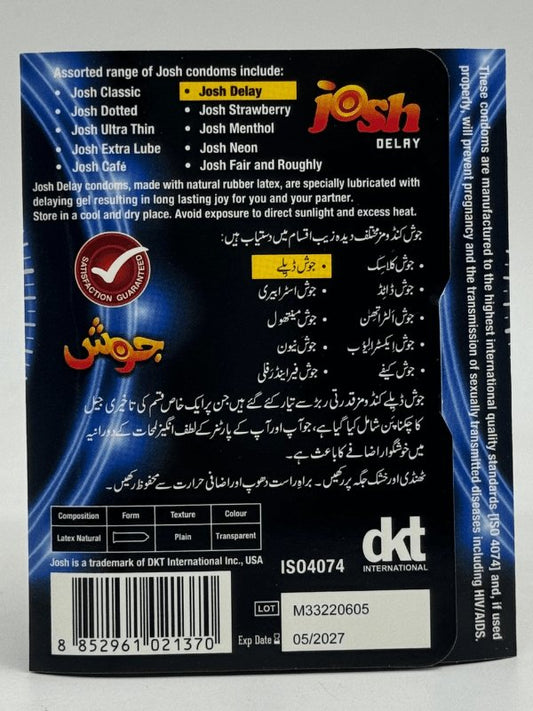 Assorted range of Josh condoms include:
• Josh Classic
• Josh Dotted
• Josh Ultra Thin
• Josh Extra Lube
• Josh Café
• Josh Delay
• Josh Strawberry
• Josh Menthol
• Josh Neon
• Josh Fair and Roughly
josh
DELAY
Josh Delay condoms, made with natural rubber latex, are specially lubricated with
delaying gel resulting in long lasting joy for you and your partner.
Store in a cool and dry place. Avoid exposure to direct sunlight and excess heat.
جوش کنڈومز مختلف دیدہ زیب اقسام میں دستیاب ہیں:
• جوش کلاسک
• جوش ڈاٹڈ
• جوش الٹرا تھن
• جوش ایکسٹرا لیوب
• جوش کیفے
• جوش ڈیلے
• جوش اسٹرابیری
• جوش مینتھول
• جوش نیون
• جوش فیر اینڈ رفلی
SATISFACTION GUARANTEED
جوش
جوش ڈیلے کنڈومز قدرتی ربڑ سے تیار کئے گئے ہیں جن پر ایک خاص قسم کی تاخیری جیل
کا چکناپن شامل کیا گیا ہے، جو آپ اور آپ کے پارٹنر کے لطف انگیز لمحات کے دورانیہ
میں خوشگوار اضافے کا باعث ہے۔
ٹھنڈی اور خشک جگہ پر رکھیں۔ براہِ راست دھوپ اور اضافی حرارت سے محفوظ رکھیں۔
Composition Form Texture Colour
Latex Natural Plain Transparent
Josh is a trademark of DKT International Inc., USA
ISO4074
dkt
INTERNATIONAL
8 852961 021370
LOT M33220605
Exp Date 05/2027
These condoms are manufactured to the highest international quality standards (ISO 4074) and, if used
properly, will prevent pregnancy and the transmission of sexually transmitted diseases including HIV/AIDS.